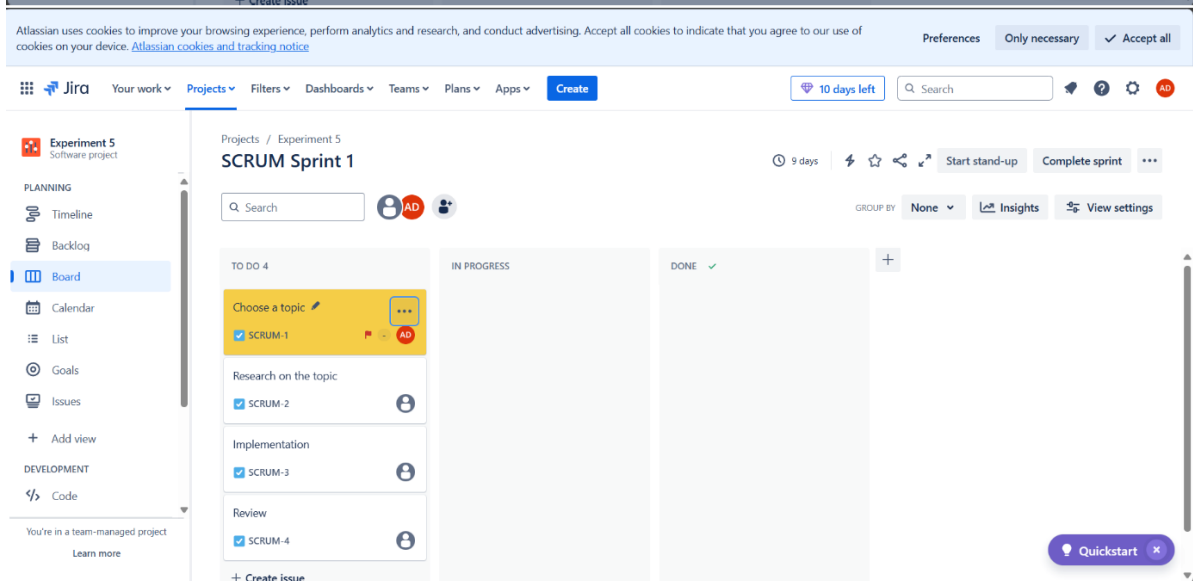 + Create issue
Atlassian uses cookies to improve your browsing experience, perform analytics and research, and conduct advertising. Accept all cookies to indicate that you agree to our use of
cookies on your device. Atlassian cookies and tracking notice
Preferences
Only necessary
Accept all
Jira
Your work
Projects
Filters
Dashboards
Teams
Plans
Apps
Create
10 days left
Search
AD
Experiment 5
Software project
PLANNING
Timeline
Backlog
Board
Calendar
List
Goals
Issues
+ Add view
DEVELOPMENT
Code
You're in a team-managed project
Learn more
Projects / Experiment 5
SCRUM Sprint 1
9 days
Start stand-up
Complete sprint
Search
AD
GROUP BY
None
Insights
View settings
TO DO 4
Choose a topic
SCRUM-1
AD
Research on the topic
SCRUM-2
Implementation
SCRUM-3
Review
SCRUM-4
+ Create issue
IN PROGRESS
DONE
Quickstart